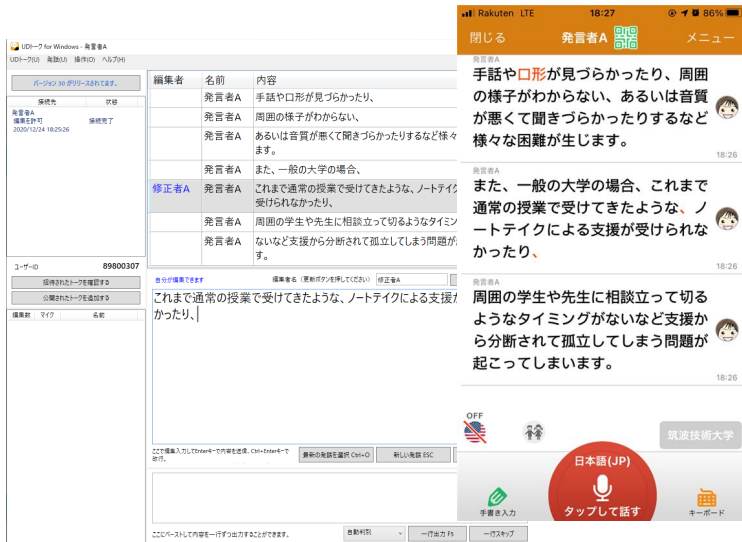 UDトーク for Windows - 発言者A
UDトーク(U) 発話(U) 操作(O) ヘルプ(H)
バージョン 30 がリリースされてます。
接続先 状態
発言者A
編集を許可 接続完了
2020/12/24 18:25:26
ユーザーID 89800307
招待されたトークを確認する
公開されたトークを追加する
編集数 マイク 名前
編集者 名前 内容
発言者A 手話や口形が見づらかったり、
発言者A 周囲の様子がわからない、
発言者A あるいは音質が悪くて聞きづらかったりするなど様々
ます。
発言者A また、一般の大学の場合、
修正者A 発言者A これまで通常の授業で受けてきたような、ノートテイク
受けられなかったり、
発言者A 周囲の学生や先生に相談立って切るようなタイミン
発言者A ないなど支援から分断されて孤立してしまう問題が
す。
自分が編集できます 編集者名（更新ボタンを押してください） 修正者A
これまで通常の授業で受けてきたような、ノートテイクによる支援が
かったり、
ここで編集入力してEnterキーで内容を送信、Ctrl+Enterキーで
改行。
最新の発話を選択 Ctrl+O 新しい発話 ESC
ここにペーストして内容を一行ずつ出力することができます。 自動判別 一行出力 F5 一行スキップ
Rakuten LTE 18:27 86%
閉じる 発言者A メニュー
発言者A
手話や口形が見づらかったり、周囲
の様子がわからない、あるいは音質
が悪くて聞きづらかったりするなど
様々な困難が生じます。
18:26
発言者A
また、一般の大学の場合、これまで
通常の授業で受けてきたような、ノ
ートテイクによる支援が受けられな
かったり、
18:26
発言者A
周囲の学生や先生に相談立って切る
ようなタイミングがないなど支援か
ら分断されて孤立してしまう問題が
起こってしまいます。
18:26
OFF
筑波技術大学
日本語(JP)
タップして話す
手書き入力
キーボード